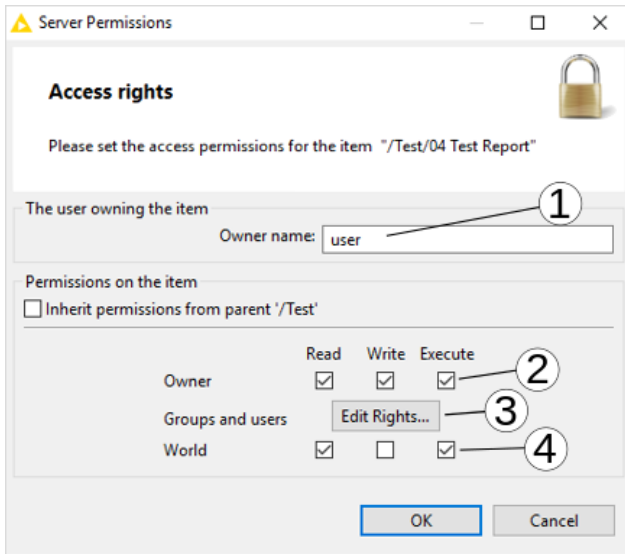 Server Permissions
Access rights
Please set the access permissions for the item "/Test/04 Test Report"
The user owning the item
1
Owner name: user
Permissions on the item
Inherit permissions from parent '/Test'
Read Write Execute
Owner 2
Groups and users Edit Rights... 3
World 4
OK Cancel